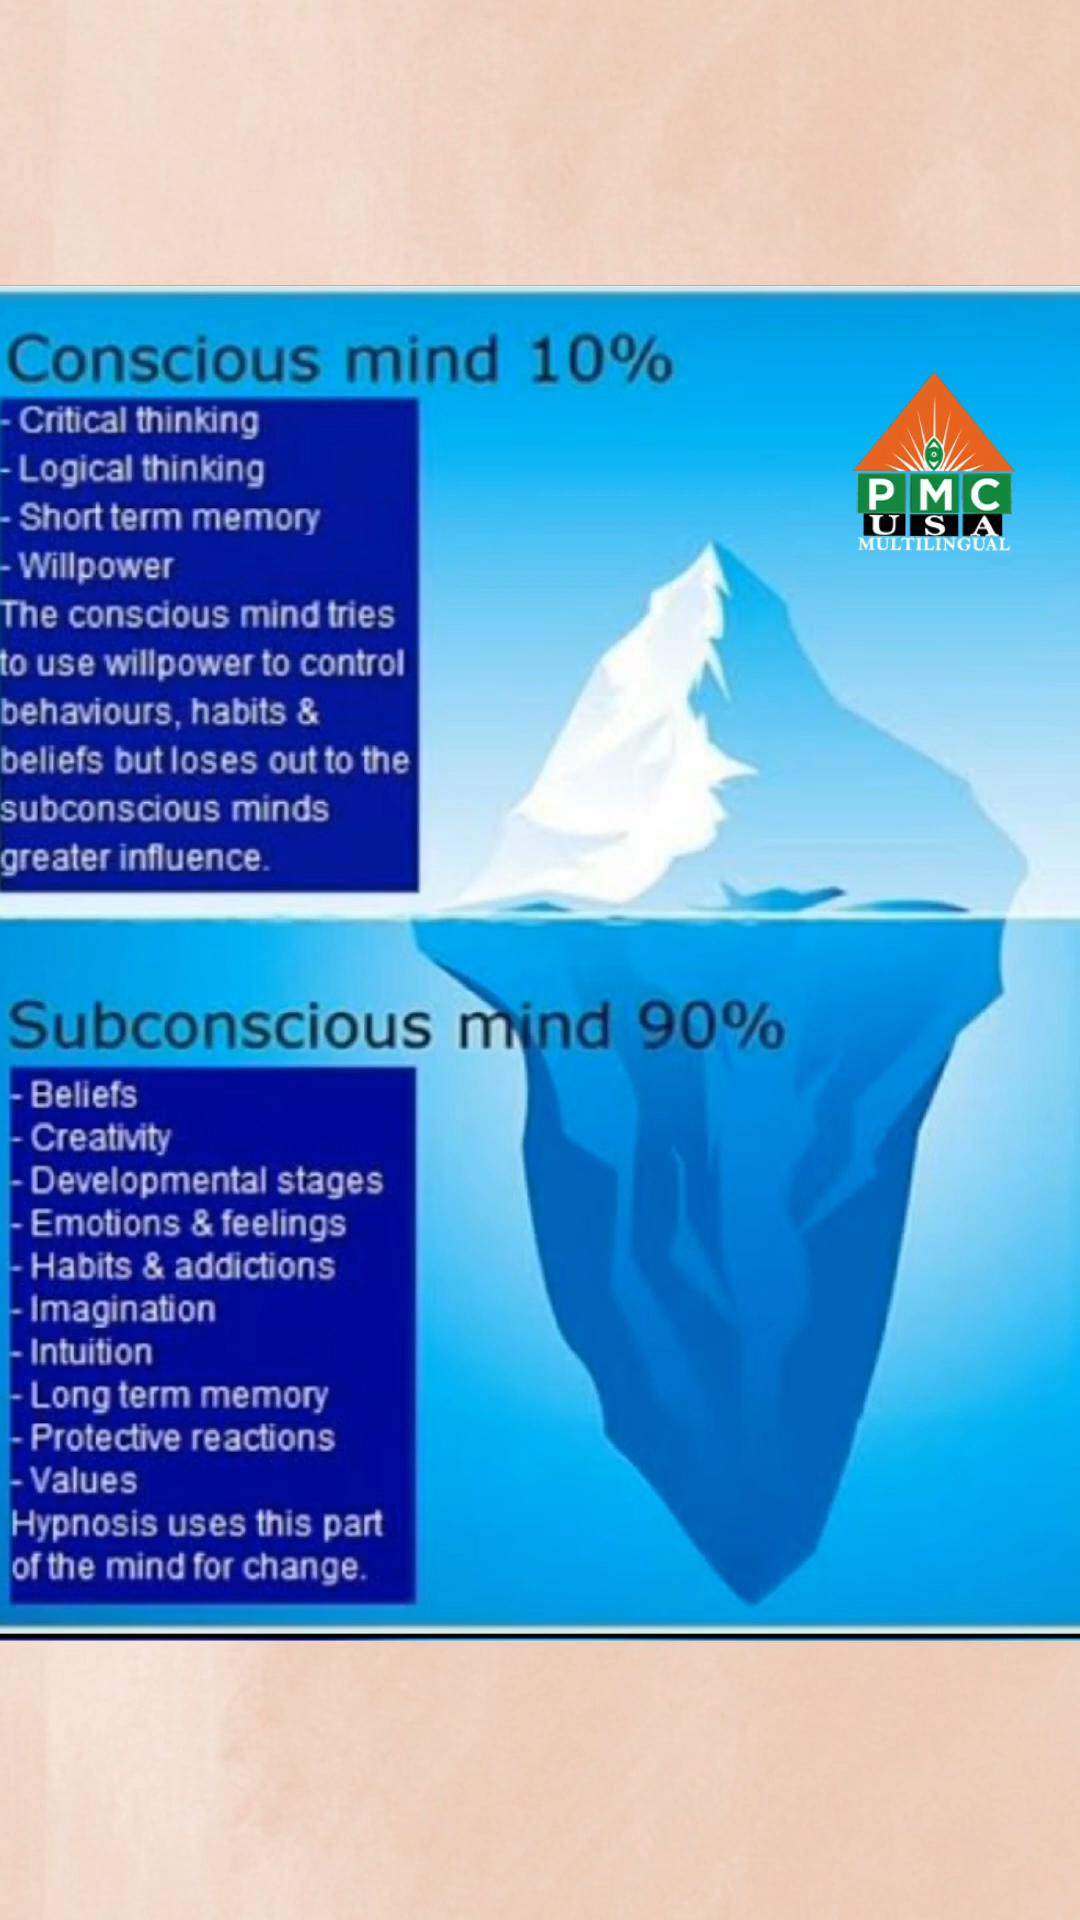 Conscious mind 10%
- Critical thinking
- Logical thinking
- Short term memory
- Willpower
The conscious mind tries
to use willpower to control
behaviours, habits &
beliefs but loses out to the
subconscious minds
greater influence.
PMC
USA
MULTILINGUAL
Subconscious mind 90%
- Beliefs
- Creativity
- Developmental stages
- Emotions & feelings
- Habits & addictions
- Imagination
- Intuition
- Long term memory
- Protective reactions
- Values
Hypnosis uses this part
of the mind for change.